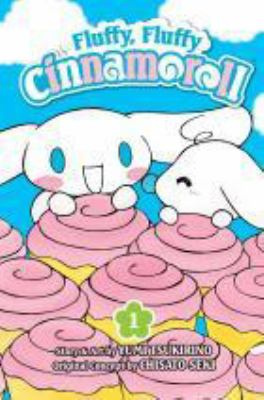 Fluffy, Fluffy
Cinnamoroll
1
Story & Art by YUMI TSUKIRINO
Original Concept by CHISATO SEKI